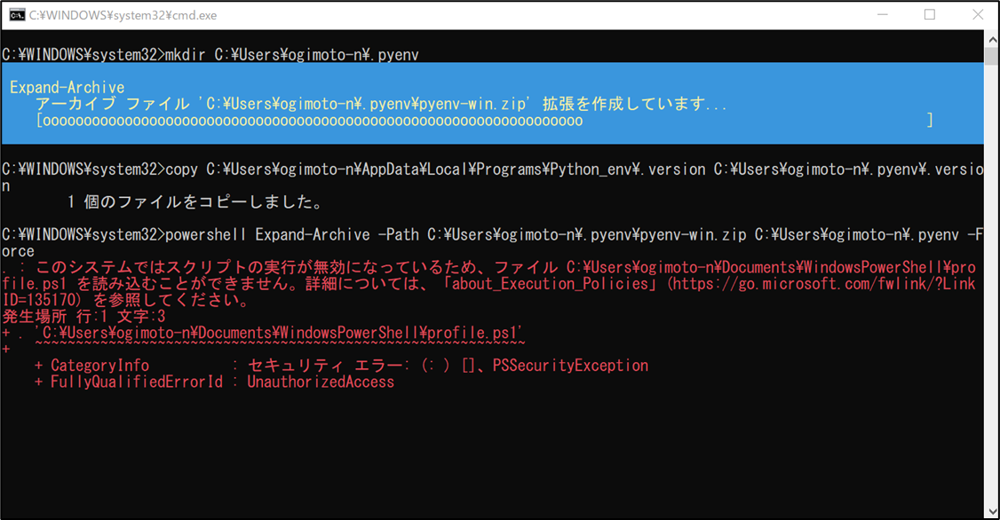 C:¥WINDOWS¥system32¥cmd.exe
C:¥WINDOWS¥system32>mkdir C:¥Users¥ogimoto-n¥.pyenv
Expand-Archive
アーカイブ ファイル 'C:¥Users¥ogimoto-n¥.pyenv¥pyenv-win.zip' 拡張を作成しています...
[oooooooooooooooooooooooooooooooooooooooooooooooooooooooooooooooooo ]
C:¥WINDOWS¥system32>copy C:¥Users¥ogimoto-n¥AppData¥Local¥Programs¥Python_env¥.version C:¥Users¥ogimoto-n¥.pyenv¥.versio
n
1 個のファイルをコピーしました。
C:¥WINDOWS¥system32>powershell Expand-Archive -Path C:¥Users¥ogimoto-n¥.pyenv¥pyenv-win.zip C:¥Users¥ogimoto-n¥.pyenv -F
orce
. : このシステムではスクリプトの実行が無効になっているため、ファイル C:¥Users¥ogimoto-n¥Documents¥WindowsPowerShell¥pro
file.ps1 を読み込むことができません。詳細については、「about_Execution_Policies」(https://go.microsoft.com/fwlink/?Link
ID=135170) を参照してください。
発生場所 行:1 文字:3
+ . 'C:¥Users¥ogimoto-n¥Documents¥WindowsPowerShell¥profile.ps1'
+ ~~~~~~~~~~~~~~~~~~~~~~~~~~~~~~~~~~~~~~~~~~~~~~~~~~~~~~~~~~~~
+ CategoryInfo : セキュリティ エラー: (: ) []、PSSecurityException
+ FullyQualifiedErrorId : UnauthorizedAccess